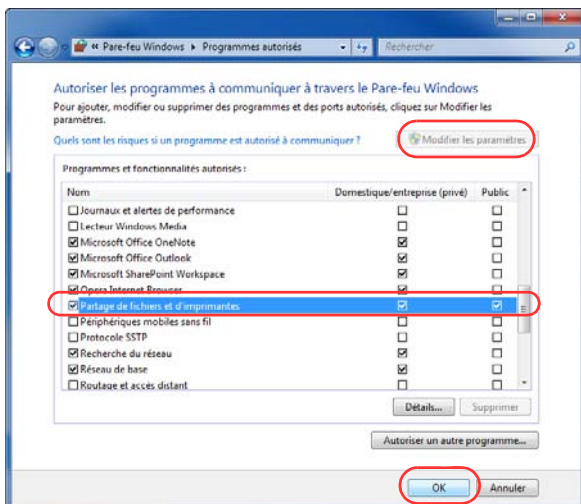 « Pare-feu Windows ▸ Programmes autorisés
Rechercher
Autoriser les programmes à communiquer à travers le Pare-feu Windows
Pour ajouter, modifier ou supprimer des programmes et des ports autorisés, cliquez sur Modifier les
paramètres.
Quels sont les risques si un programme est autorisé à communiquer ?
Modifier les paramètres
Programmes et fonctionnalités autorisés :
Nom Domestique/entreprise (privé) Public
Journaux et alertes de performance
Lecteur Windows Media
Microsoft Office OneNote
Microsoft Office Outlook
Microsoft SharePoint Workspace
Opera Internet Browser
Partage de fichiers et d'imprimantes
Périphériques mobiles sans fil
Protocole SSTP
Recherche du réseau
Réseau de base
Routage et accès distant
Détails... Supprimer
Autoriser un autre programme...
OK Annuler